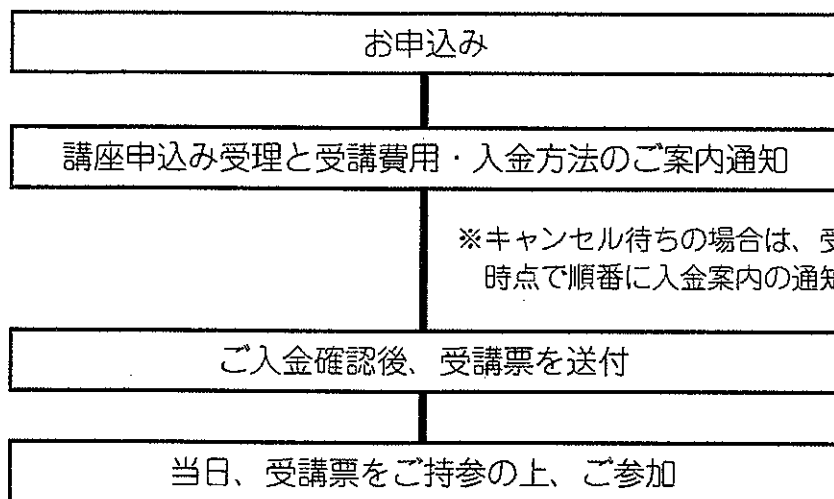 お申込み
講座申込み受理と受講費用・入金方法のご案内通知
※キャンセル待ちの場合は、受
時点で順番に入金案内の通知
ご入金確認後、受講票を送付
当日、受講票をご持参の上、ご参加